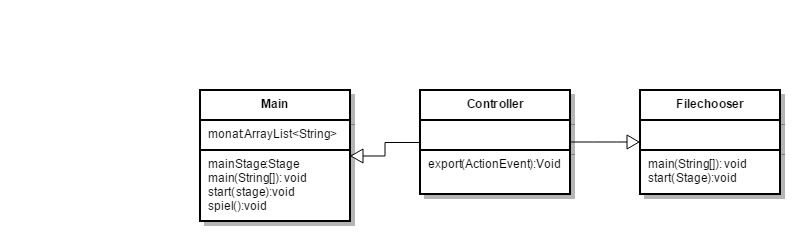 Main
monat:ArrayList<String>
mainStage:Stage
main(String[]): void
start(stage):void
spiel():void
Controller
export(ActionEvent):Void
Filechooser
main(String[]): void
start(Stage):void